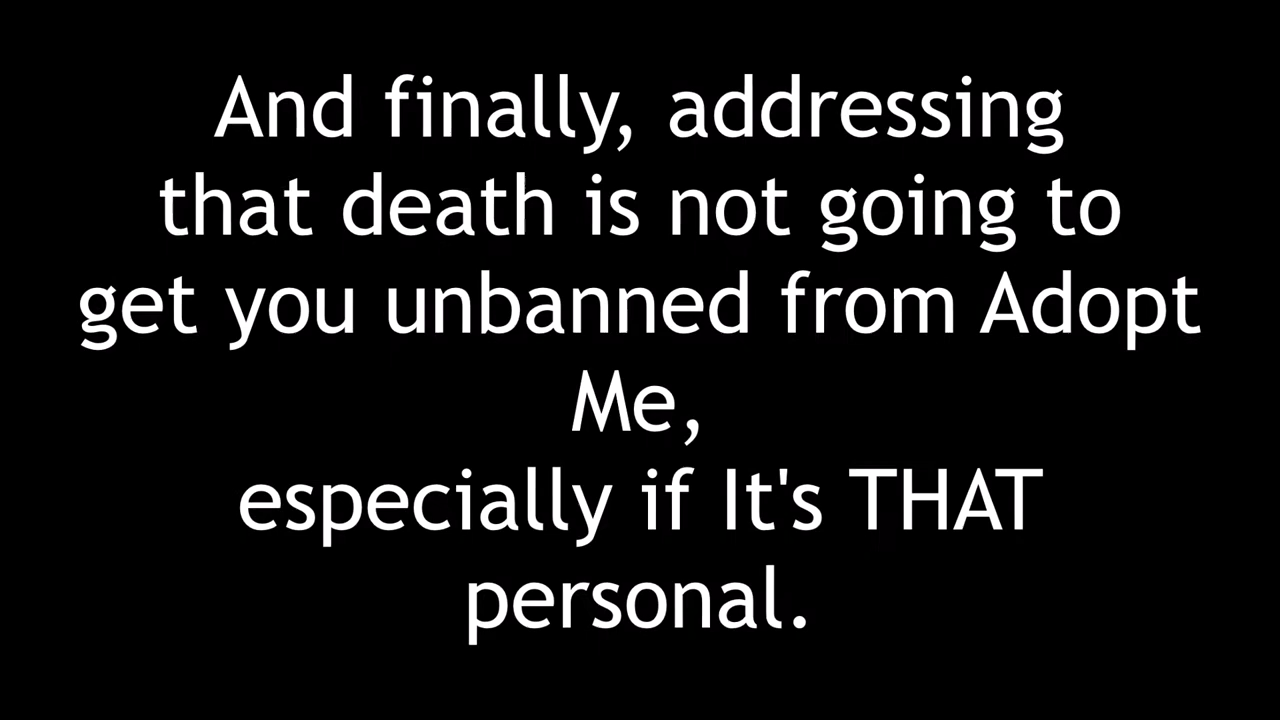 And finally, addressing
that death is not going to
get you unbanned from Adopt
Me,
especially if It's THAT
personal.